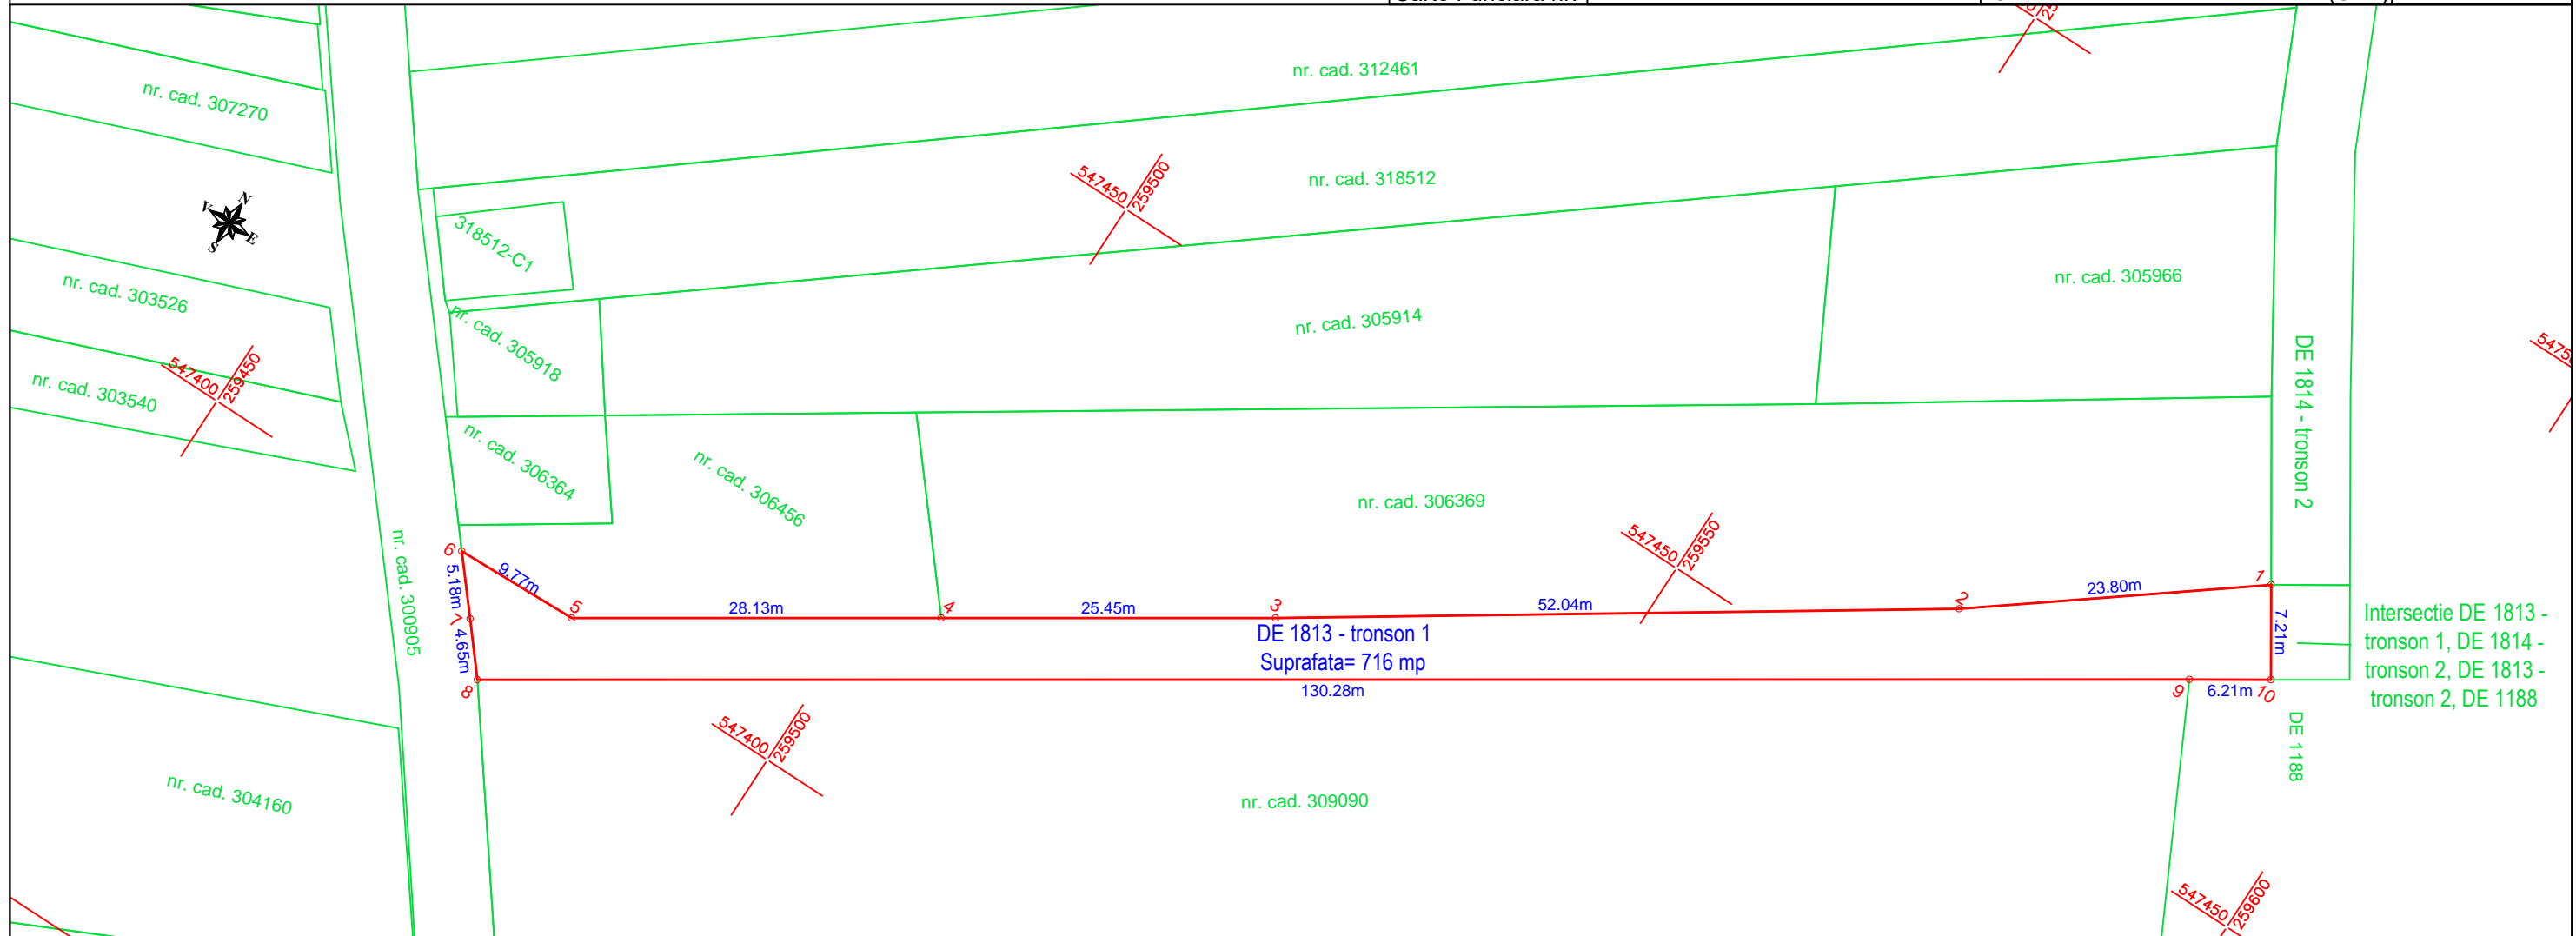 nr. cad. 312461
nr. cad. 307270
547450
259500
nr. cad. 318512
N
V
E
S
318512-C1
nr. cad. 305966
nr. cad. 303526
nr. cad. 305914
nr. cad. 305918
547400
259450
nr. cad. 303540
DE 1814 - tronson 2
nr. cad. 306364
nr. cad. 306456
nr. cad. 306369
547450
259550
nr. cad. 300905
6
9.77m
5.18m
7
4.65m
8
5
28.13m
4
25.45m
3
52.04m
2
23.80m
1
7.21m
DE 1813 - tronson 1
Suprafata= 716 mp
130.28m
9
6.21m
10
Intersectie DE 1813 -
tronson 1, DE 1814 -
tronson 2, DE 1813 -
tronson 2, DE 1188
DE 1188
547400
259500
nr. cad. 304160
nr. cad. 309090
547450
259600